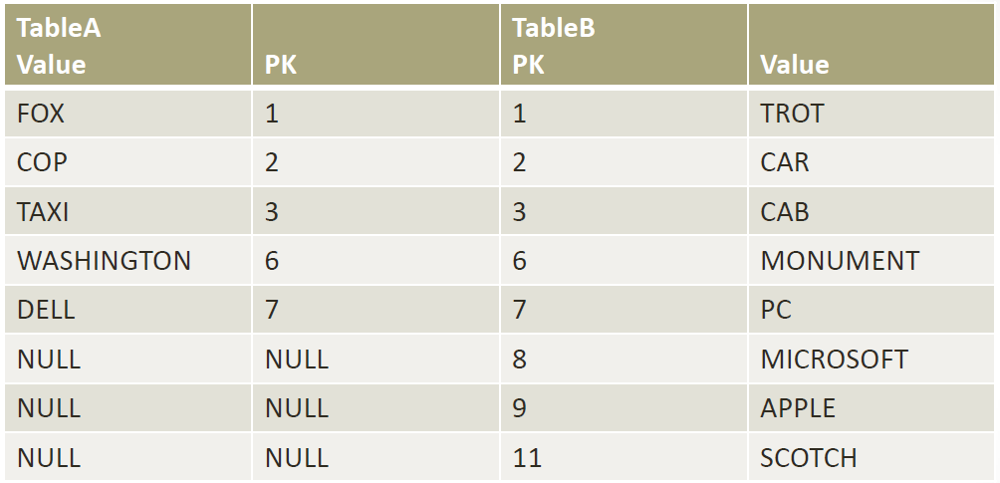 TableA TableB
Value PK PK Value
FOX 1 1 TROT
COP 2 2 CAR
TAXI 3 3 CAB
WASHINGTON 6 6 MONUMENT
DELL 7 7 PC
NULL NULL 8 MICROSOFT
NULL NULL 9 APPLE
NULL NULL 11 SCOTCH